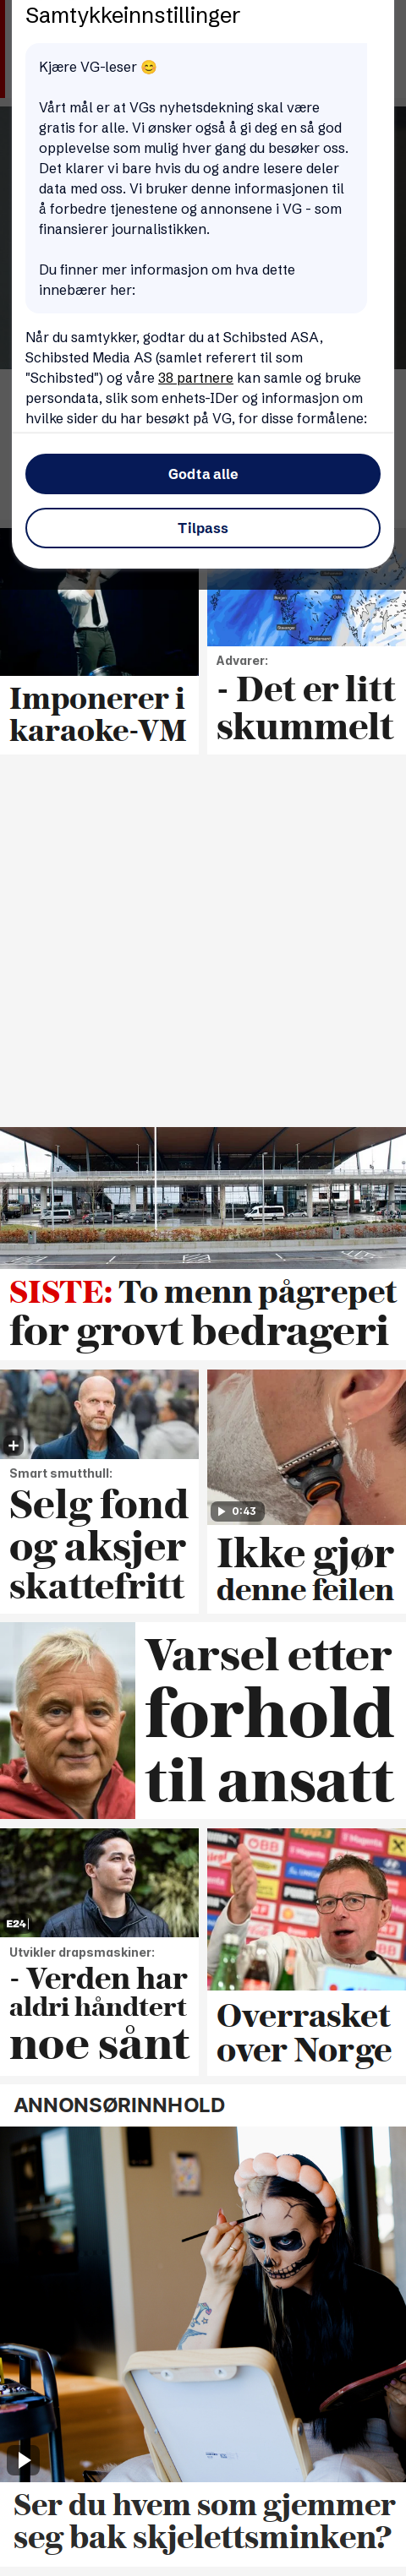 Samtykkeinnstillinger
Kjære VG-leser 😊
Vårt mål er at VGs nyhetsdekning skal være
gratis for alle. Vi ønsker også å gi deg en så god
opplevelse som mulig hver gang du besøker oss.
Det klarer vi bare hvis du og andre lesere deler
data med oss. Vi bruker denne informasjonen til
å forbedre tjenestene og annonsene i VG - som
finansierer journalistikken.
Du finner mer informasjon om hva dette
innebærer her:
Når du samtykker, godtar du at Schibsted ASA,
Schibsted Media AS (samlet referert til som
"Schibsted") og våre 38 partnere kan samle og bruke
persondata, slik som enhets-IDer og informasjon om
hvilke sider du har besøkt på VG, for disse formålene:
Godta alle
Tilpass
Imponerer i
karaoke-VM
Advarer:
- Det er litt
skummelt
SISTE: To menn pågrepet
for grovt bedrageri
Smart smutthull:
Selg fond
og aksjer
skattefritt
0:43
Ikke gjør
denne feilen
Varsel etter
forhold
til ansatt
E24
Utvikler drapsmaskiner:
- Verden har
aldri håndtert
noe sånt
Overrasket
over Norge
ANNONSØRINNHOLD
Ser du hvem som gjemmer
seg bak skjelettsminken?